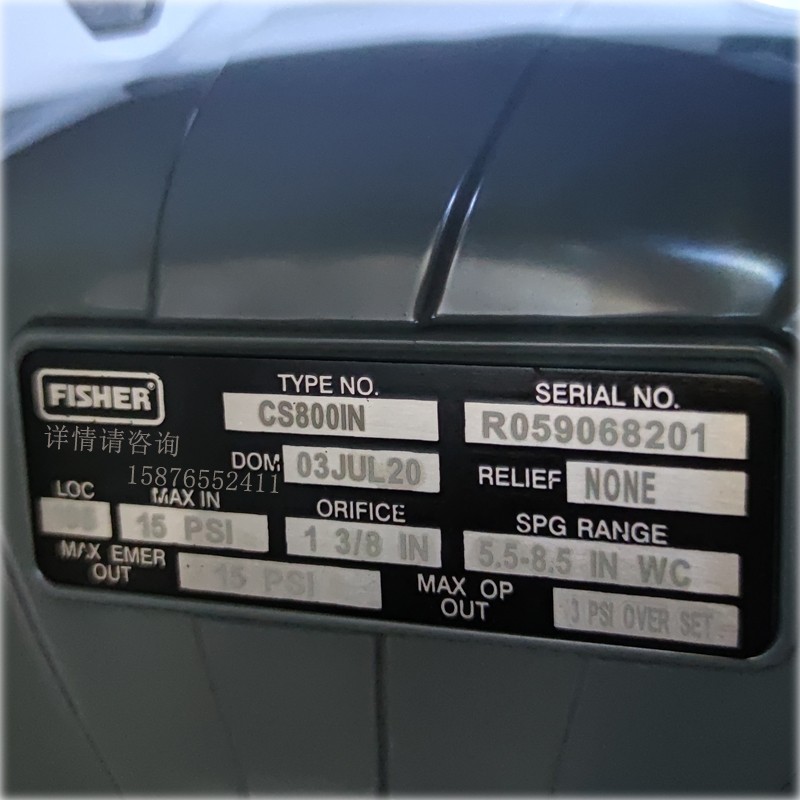 FISHER®
TYPE NO.
CS800IN
SERIAL NO.
R059068201
详情请咨询
15876552411
DOM
03JUL20
RELIEF
NONE
LOC
MAX IN
15 PSI
ORIFICE
1 3/8 IN
SPG RANGE
5.5-8.5 IN WC
MAX EMER
OUT
15 PSI
MAX OP
OUT
3 PSI OVER SET